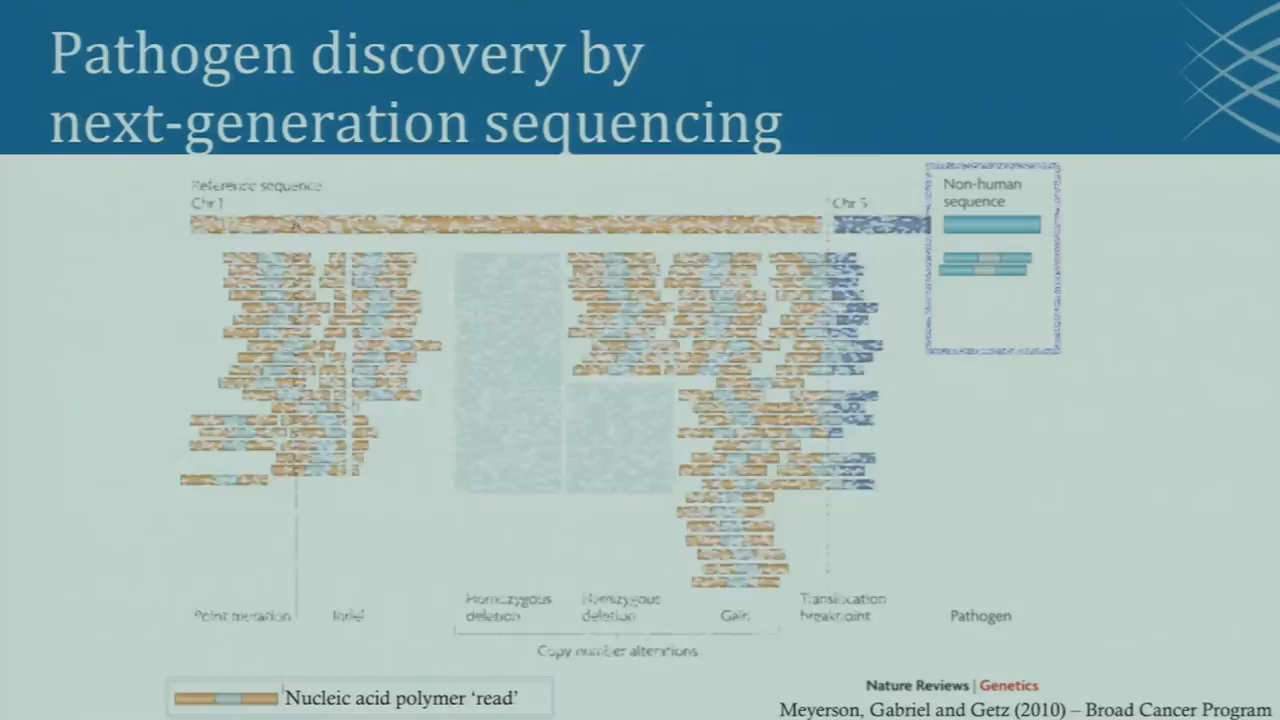 Pathogen discovery by
next-generation sequencing
Reference sequence
Chr 1
Chr 5
Non-human
sequence
Point mutation
Indel
Homozygous
deletion
Hemizygous
deletion
Gain
Translocation
breakpoint
Pathogen
Copy number alterations
Nucleic acid polymer ‘read’
Nature Reviews | Genetics
Meyerson, Gabriel and Getz (2010) – Broad Cancer Program